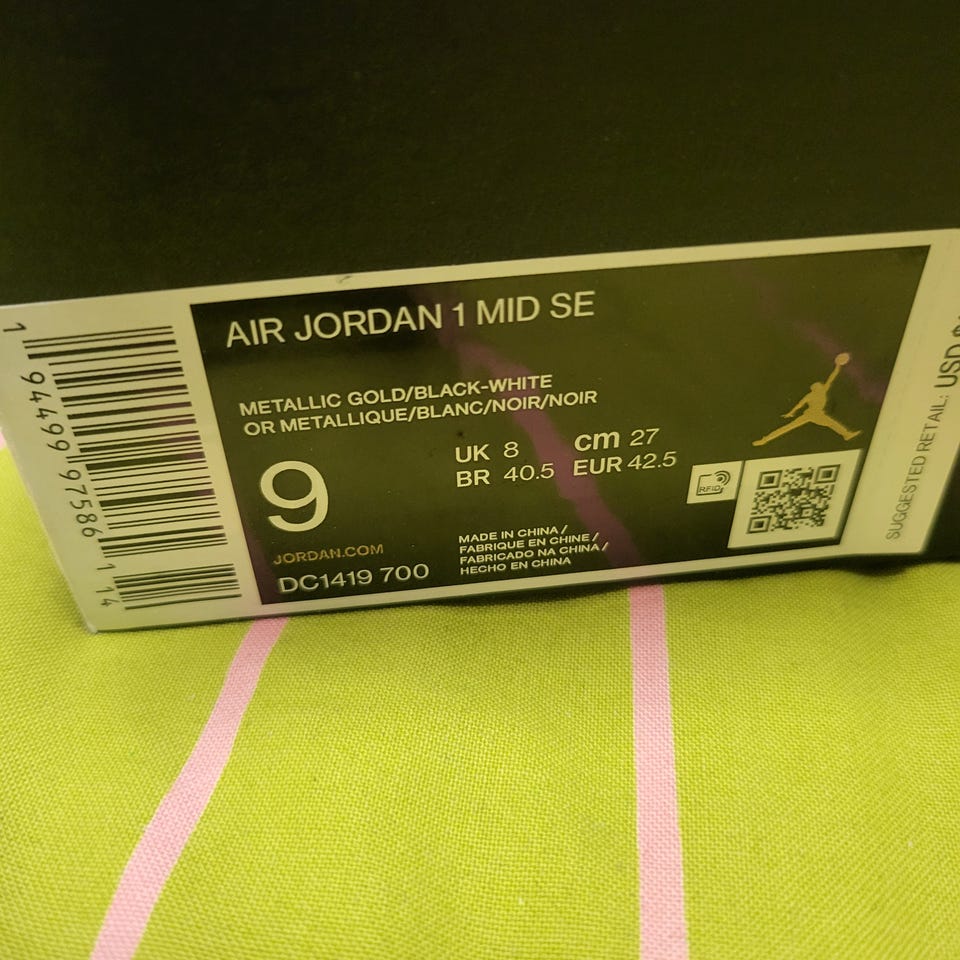 AIR JORDAN 1 MID SE
METALLIC GOLD/BLACK-WHITE
OR METALLIQUE/BLANC/NOIR/NOIR
9
UK 8 cm 27
BR 40.5 EUR 42.5
RFID
JORDAN.COM
DC1419 700
MADE IN CHINA /
FABRIQUE EN CHINE /
FABRICADO NA CHINA /
HECHO EN CHINA
1 94499 97586 1 14
SUGGESTED RETAIL: USD